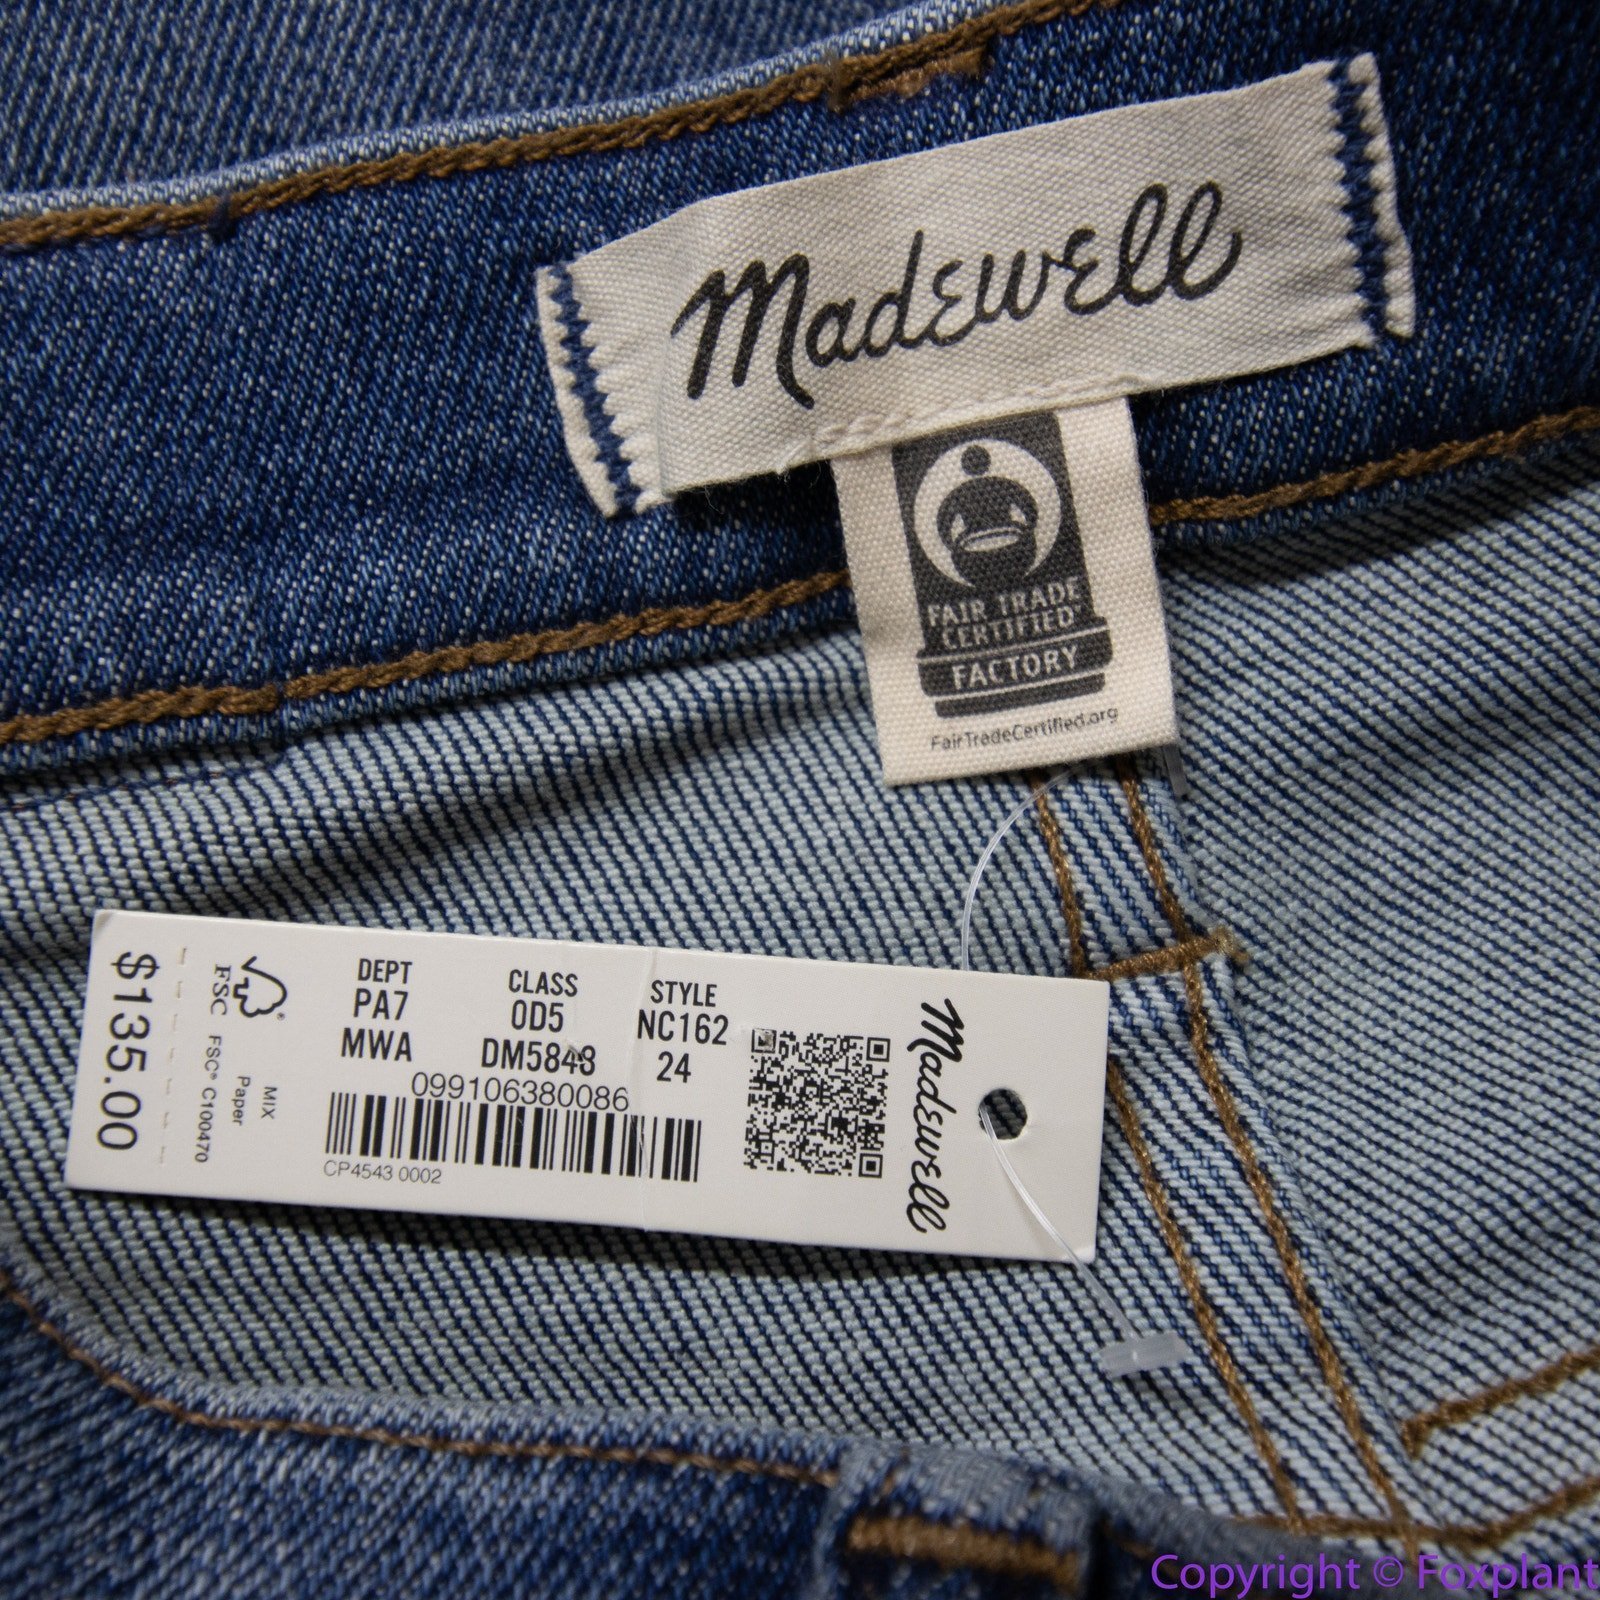 Madewell
FAIR TRADE
CERTIFIED™
FACTORY
FairTradeCertified.org
$135.00
FSC®
FSC® C100470
MIX
Paper
DEPT CLASS STYLE
PA7 0D5 NC162
MWA DM5848 24
099106380086
CP4543 0002
Madewell
Copyright © Foxplant